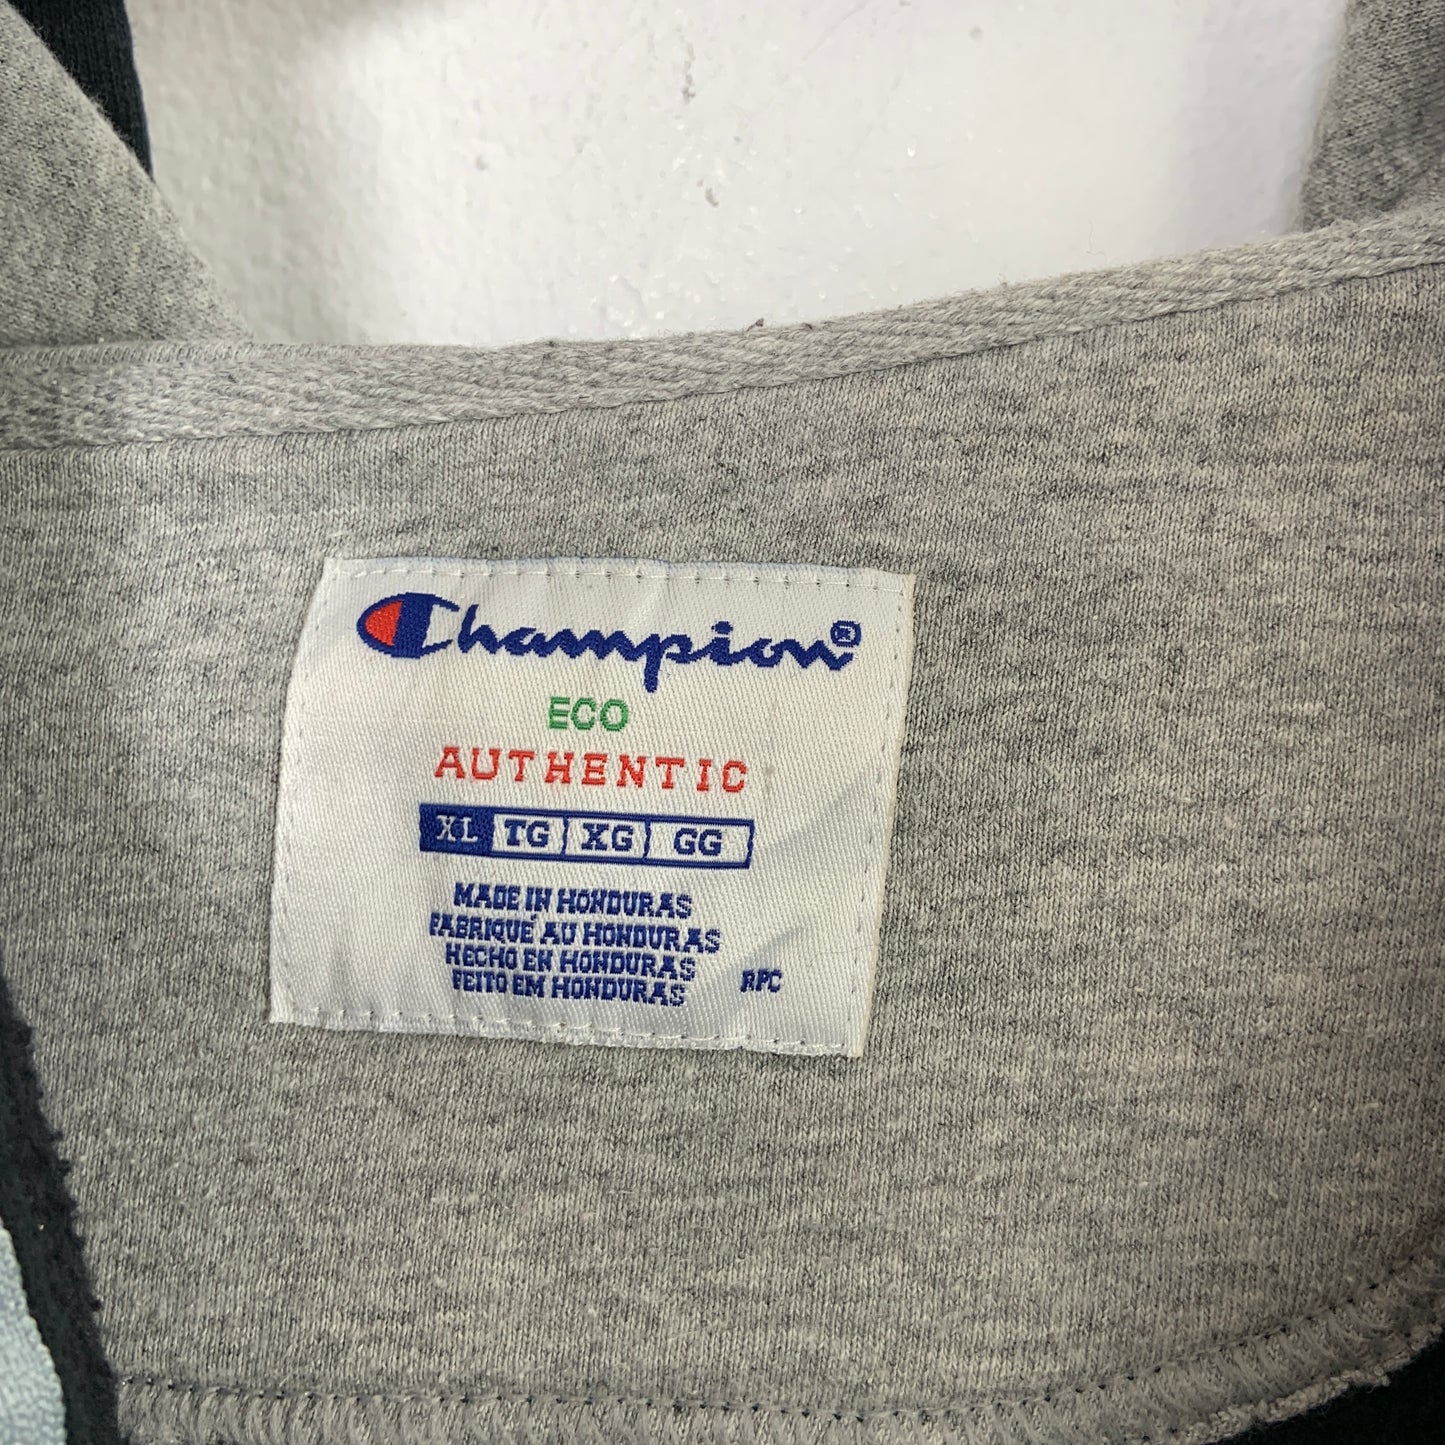 Champion®
ECO
AUTHENTIC
XL TG XG GG
MADE IN HONDURAS
FABRIQUÉ AU HONDURAS
HECHO EN HONDURAS
FEITO EM HONDURAS RPC